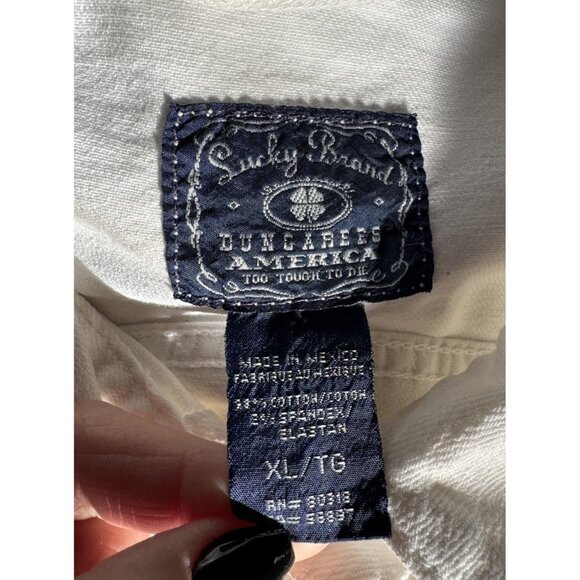 Lucky Brand
DUNGAREES
AMERICA
TOO TOUGH TO DIE
MADE IN MEXICO
FABRIQUE AU MEXIQUE
98% COTTON/COTON
2% SPANDEX/
ELASTAN
XL/TG
RN# 80318
58897